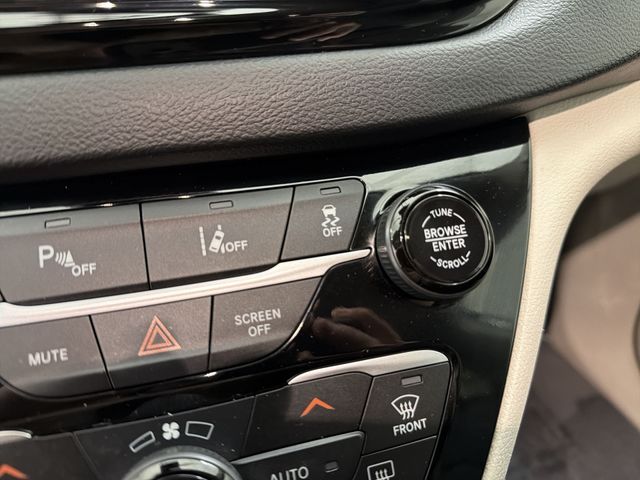 P OFF
OFF
OFF
TUNE
BROWSE
ENTER
SCROLL
MUTE
SCREEN
OFF
FRONT
AUTO